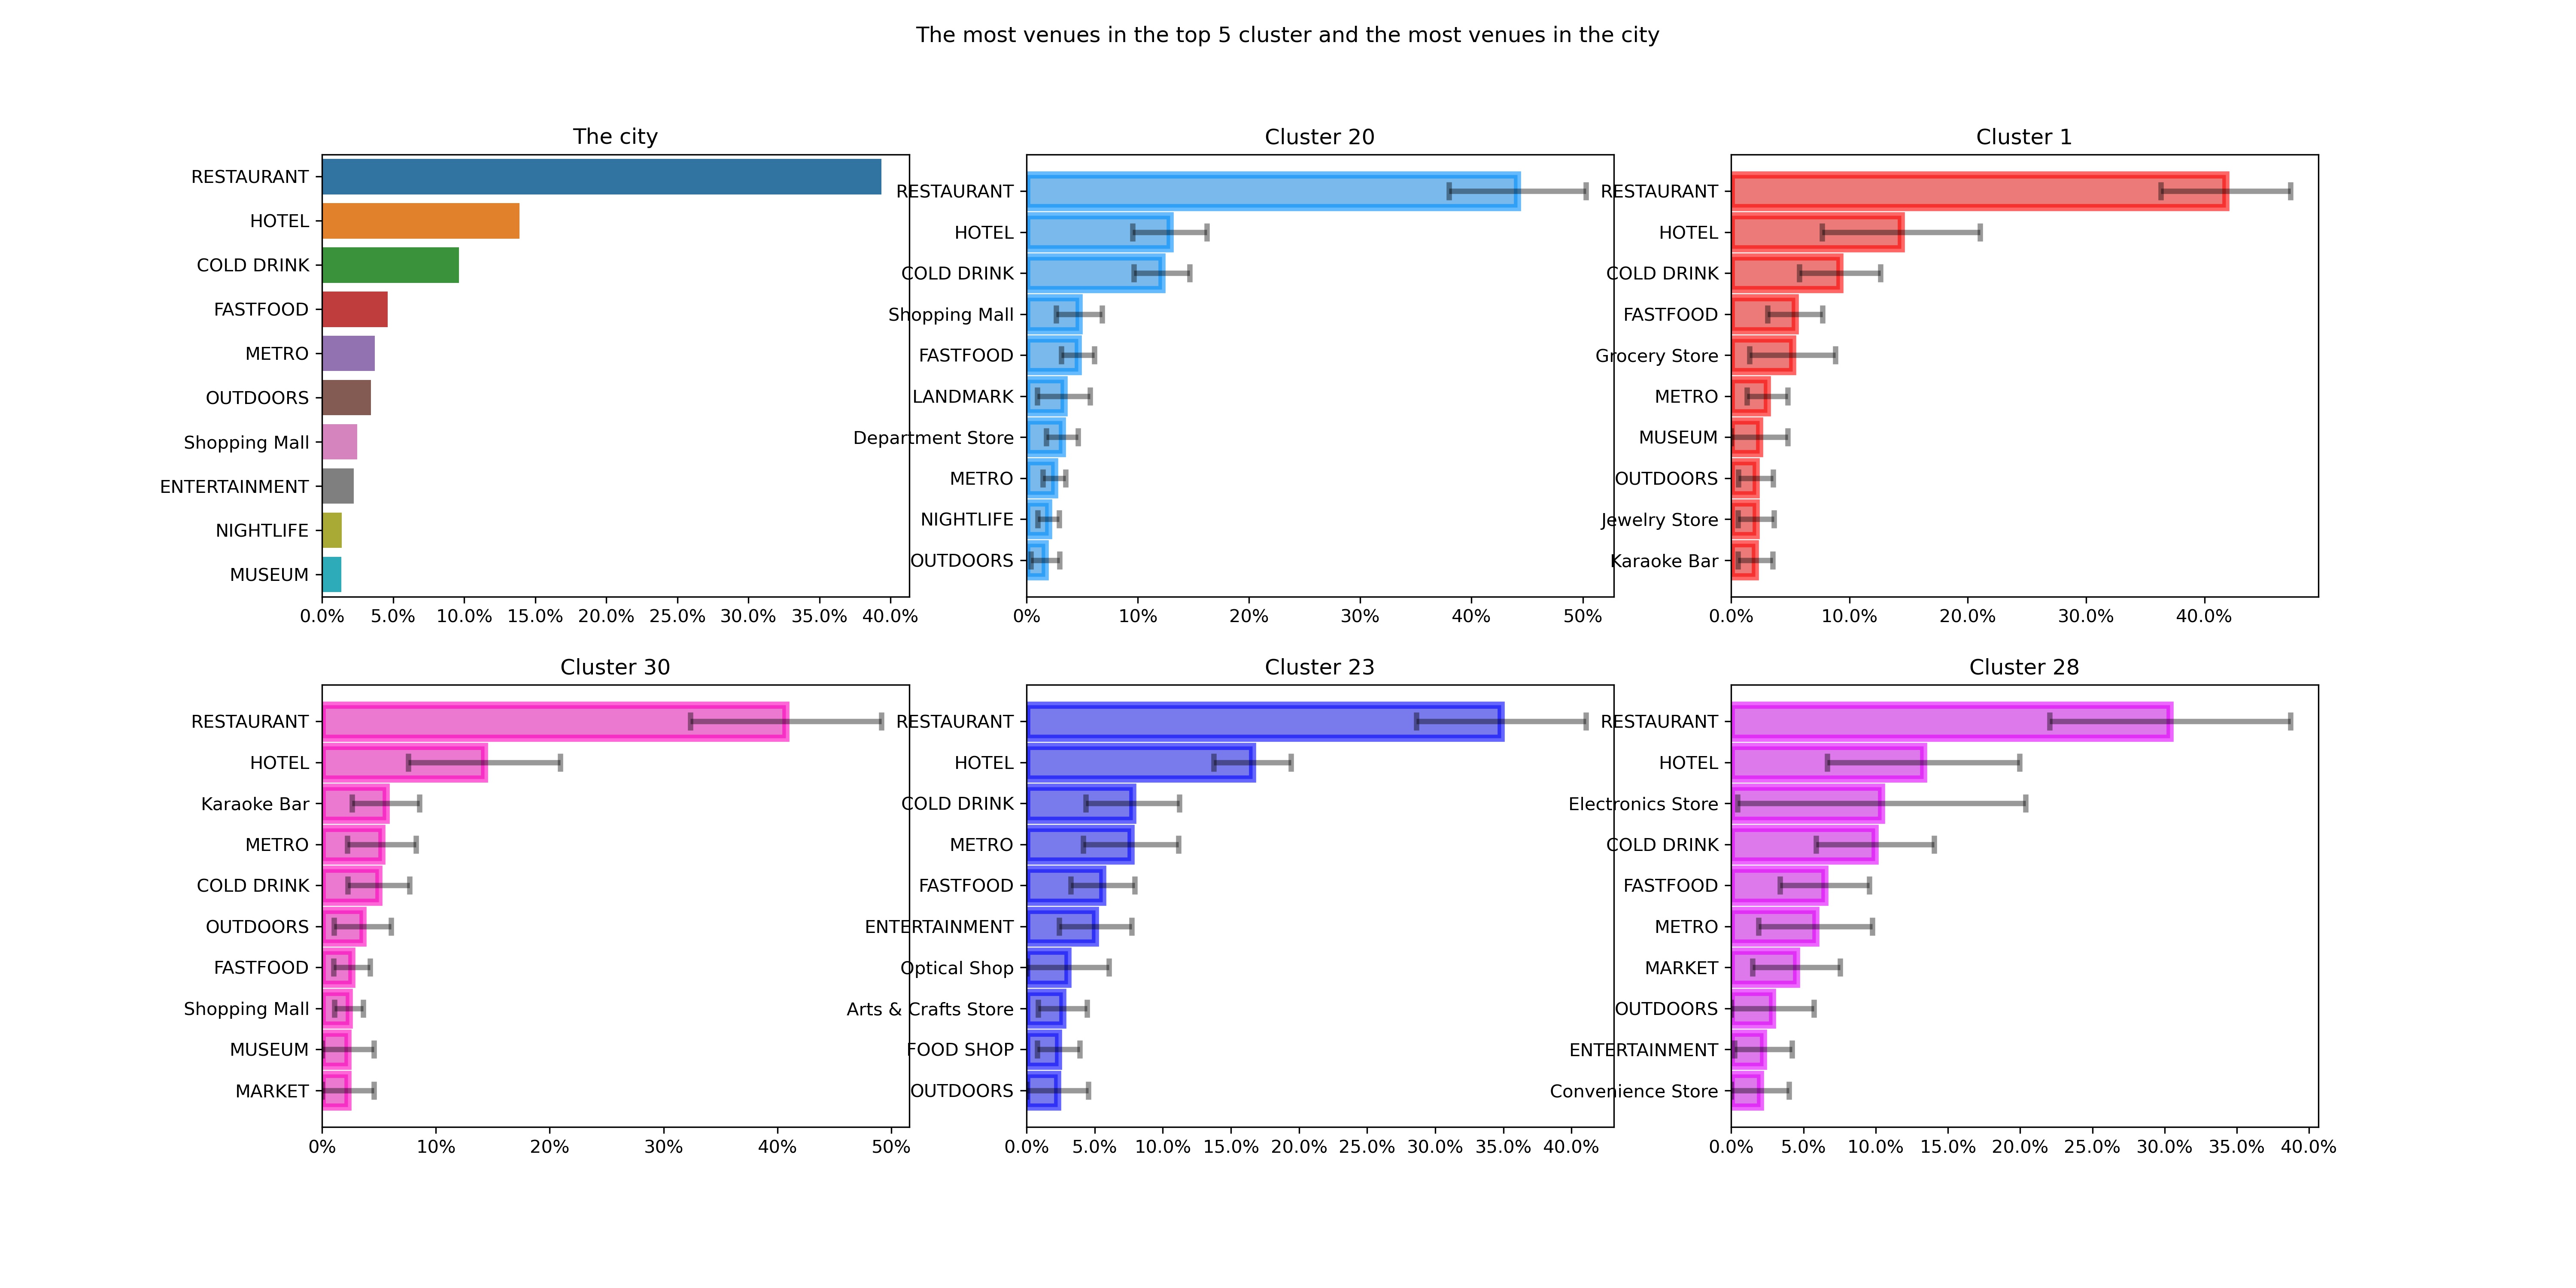 The most venues in the top 5 cluster and the most venues in the city
The city
RESTAURANT
HOTEL
COLD DRINK
FASTFOOD
METRO
OUTDOORS
Shopping Mall
ENTERTAINMENT
NIGHTLIFE
MUSEUM
0.0% 5.0% 10.0% 15.0% 20.0% 25.0% 30.0% 35.0% 40.0%
Cluster 20
RESTAURANT
HOTEL
COLD DRINK
Shopping Mall
FASTFOOD
LANDMARK
Department Store
METRO
NIGHTLIFE
OUTDOORS
0% 10% 20% 30% 40% 50%
Cluster 1
RESTAURANT
HOTEL
COLD DRINK
FASTFOOD
Grocery Store
METRO
MUSEUM
OUTDOORS
Jewelry Store
Karaoke Bar
0.0% 10.0% 20.0% 30.0% 40.0%
Cluster 30
RESTAURANT
HOTEL
Karaoke Bar
METRO
COLD DRINK
OUTDOORS
FASTFOOD
Shopping Mall
MUSEUM
MARKET
0% 10% 20% 30% 40% 50%
Cluster 23
RESTAURANT
HOTEL
COLD DRINK
METRO
FASTFOOD
ENTERTAINMENT
Optical Shop
Arts & Crafts Store
FOOD SHOP
OUTDOORS
0.0% 5.0% 10.0% 15.0% 20.0% 25.0% 30.0% 35.0% 40.0%
Cluster 28
RESTAURANT
HOTEL
Electronics Store
COLD DRINK
FASTFOOD
METRO
MARKET
OUTDOORS
ENTERTAINMENT
Convenience Store
0.0% 5.0% 10.0% 15.0% 20.0% 25.0% 30.0% 35.0% 40.0%